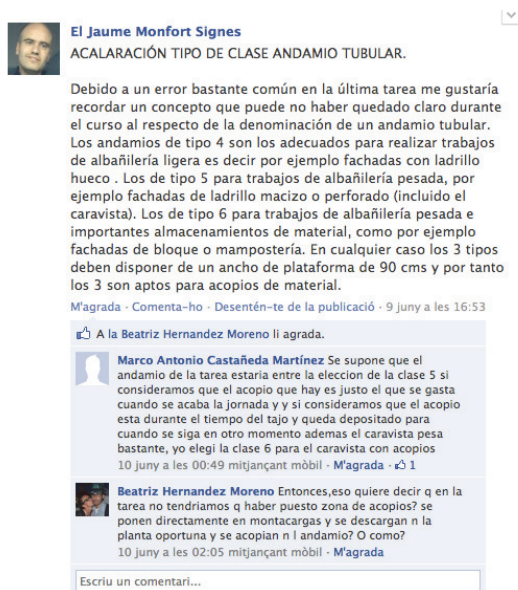 El Jaume Monfort Signes
ACALARACIÓN TIPO DE CLASE ANDAMIO TUBULAR.
Debido a un error bastante común en la última tarea me gustaría
recordar un concepto que puede no haber quedado claro durante
el curso al respecto de la denominación de un andamio tubular.
Los andamios de tipo 4 son los adecuados para realizar trabajos
de albañilería ligera es decir por ejemplo fachadas con ladrillo
hueco . Los de tipo 5 para trabajos de albañilería pesada, por
ejemplo fachadas de ladrillo macizo o perforado (incluido el
caravista). Los de tipo 6 para trabajos de albañilería pesada e
importantes almacenamientos de material, como por ejemplo
fachadas de bloque o mampostería. En cualquier caso los 3 tipos
deben disponer de un ancho de plataforma de 90 cms y por tanto
los 3 son aptos para acopios de material.
M'agrada · Comenta-ho · Desentén-te de la publicació · 9 juny a les 16:53
A la Beatriz Hernandez Moreno li agrada.
Marco Antonio Castañeda Martínez Se supone que el
andamio de la tarea estaria entre la eleccion de la clase 5 si
consideramos que el acopio que hay es justo el que se gasta
cuando se acaba la jornada y y si consideramos que el acopio
esta durante el tiempo del tajo y queda depositado para
cuando se siga en otro momento ademas el caravista pesa
bastante, yo elegi la clase 6 para el caravista con acopios
10 juny a les 00:49 mitjançant mòbil · M'agrada · 1
Beatriz Hernandez Moreno Entonces,eso quiere decir q en la
tarea no tendriamos q haber puesto zona de acopios? se
ponen directamente en montacargas y se descargan n la
planta oportuna y se acopian n l andamio? O como?
10 juny a les 02:05 mitjançant mòbil · M'agrada
Escriu un comentari...